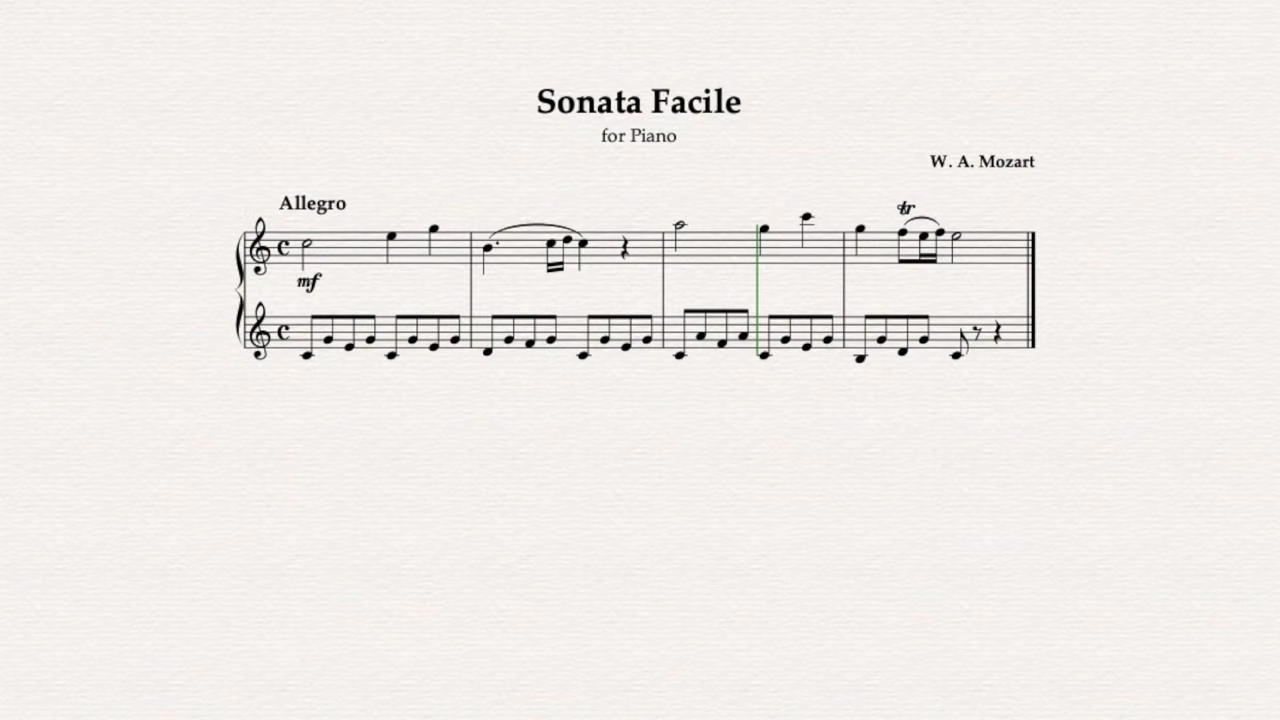 Sonata Facile
for Piano
W. A. Mozart
Allegro
tr
mf